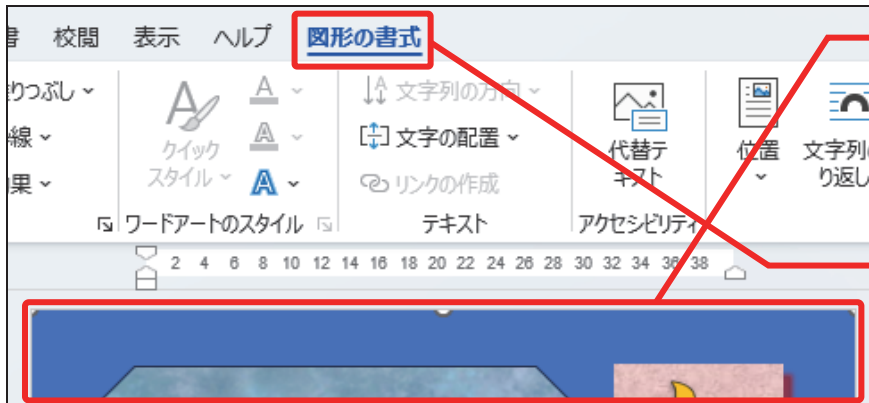 校閲 表示 ヘルプ 図形の書式
りつぶし
文字列の方向
代替テ
キスト
位置
文字列
り返し
線
クイック
スタイル
文字の配置
果
リンクの作成
ワードアートのスタイル
テキスト
アクセシビリティ
2 4 6 8 10 12 14 16 18 20 22 24 26 28 30 32 34 36 38